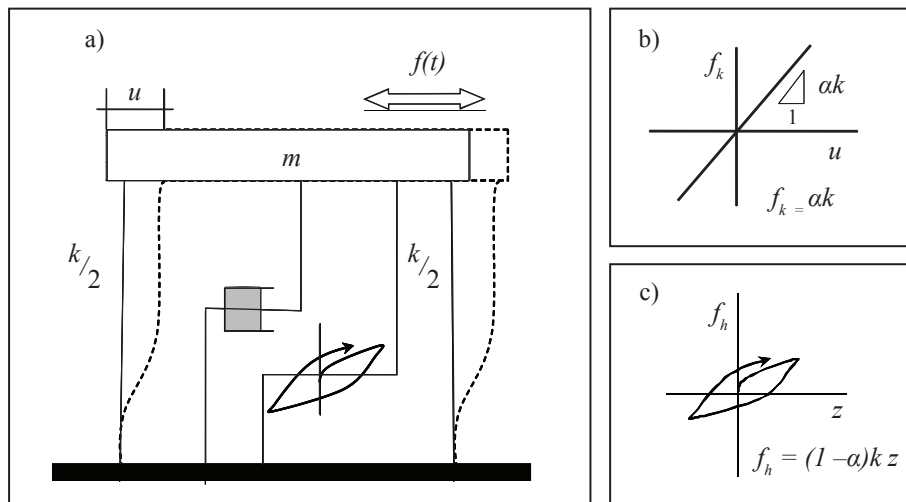 a)
f(t)
u
m
k/2
k/2
b)
f_k
αk
1
u
f_k = αk
c)
f_h
z
f_h = (1 – α)k z